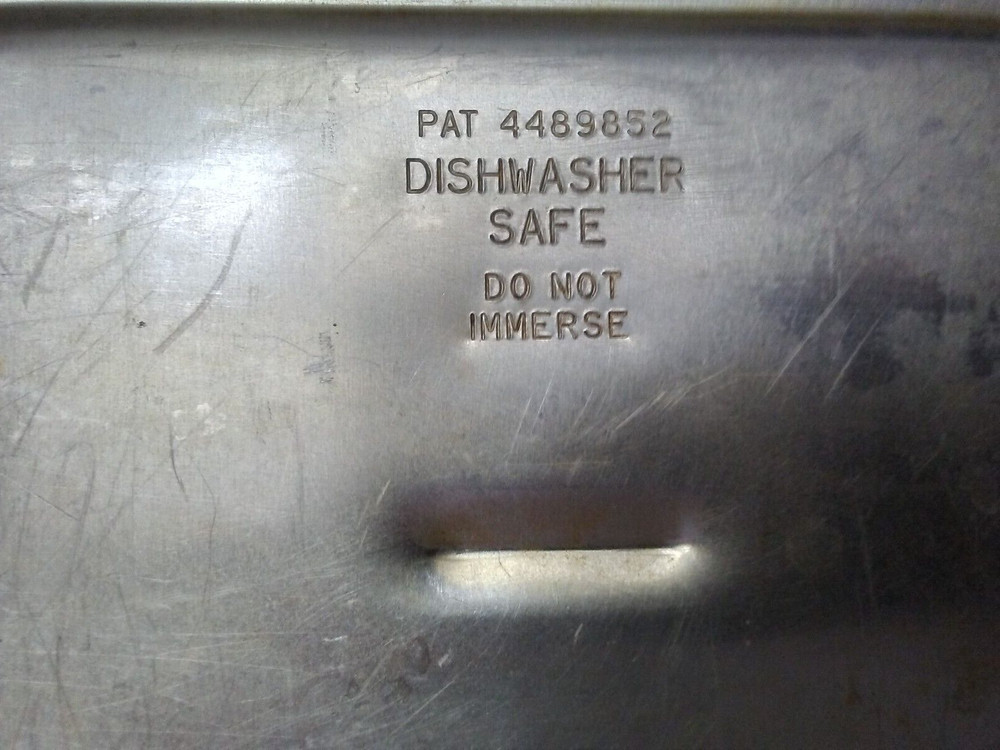 PAT 4489852
DISHWASHER
SAFE
DO NOT
IMMERSE